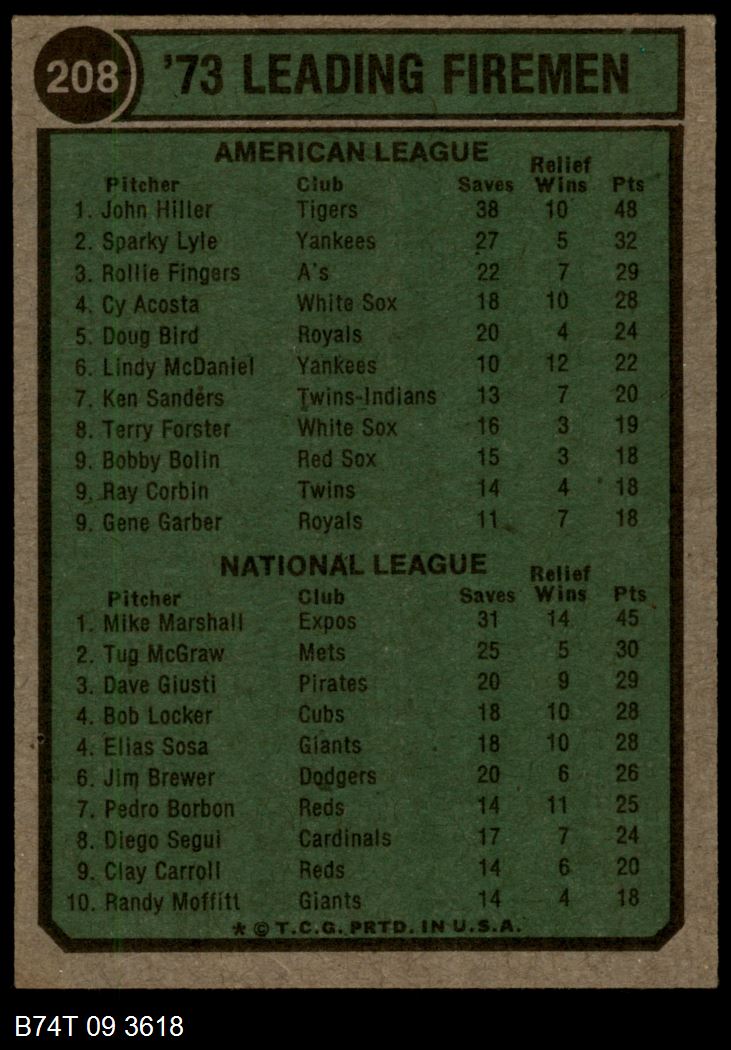 208 '73 LEADING FIREMEN
AMERICAN LEAGUE
Pitcher Club Saves Relief Wins Pts
1. John Hiller Tigers 38 10 48
2. Sparky Lyle Yankees 27 5 32
3. Rollie Fingers A's 22 7 29
4. Cy Acosta White Sox 18 10 28
5. Doug Bird Royals 20 4 24
6. Lindy McDaniel Yankees 10 12 22
7. Ken Sanders Twins-Indians 13 7 20
8. Terry Forster White Sox 16 3 19
9. Bobby Bolin Red Sox 15 3 18
9. Ray Corbin Twins 14 4 18
9. Gene Garber Royals 11 7 18
NATIONAL LEAGUE
Pitcher Club Saves Relief Wins Pts
1. Mike Marshall Expos 31 14 45
2. Tug McGraw Mets 25 5 30
3. Dave Giusti Pirates 20 9 29
4. Bob Locker Cubs 18 10 28
4. Elias Sosa Giants 18 10 28
6. Jim Brewer Dodgers 20 6 26
7. Pedro Borbon Reds 14 11 25
8. Diego Segui Cardinals 17 7 24
9. Clay Carroll Reds 14 6 20
10. Randy Moffitt Giants 14 4 18
* © T.C.G. PRTD. IN U.S.A.
B74T 09 3618